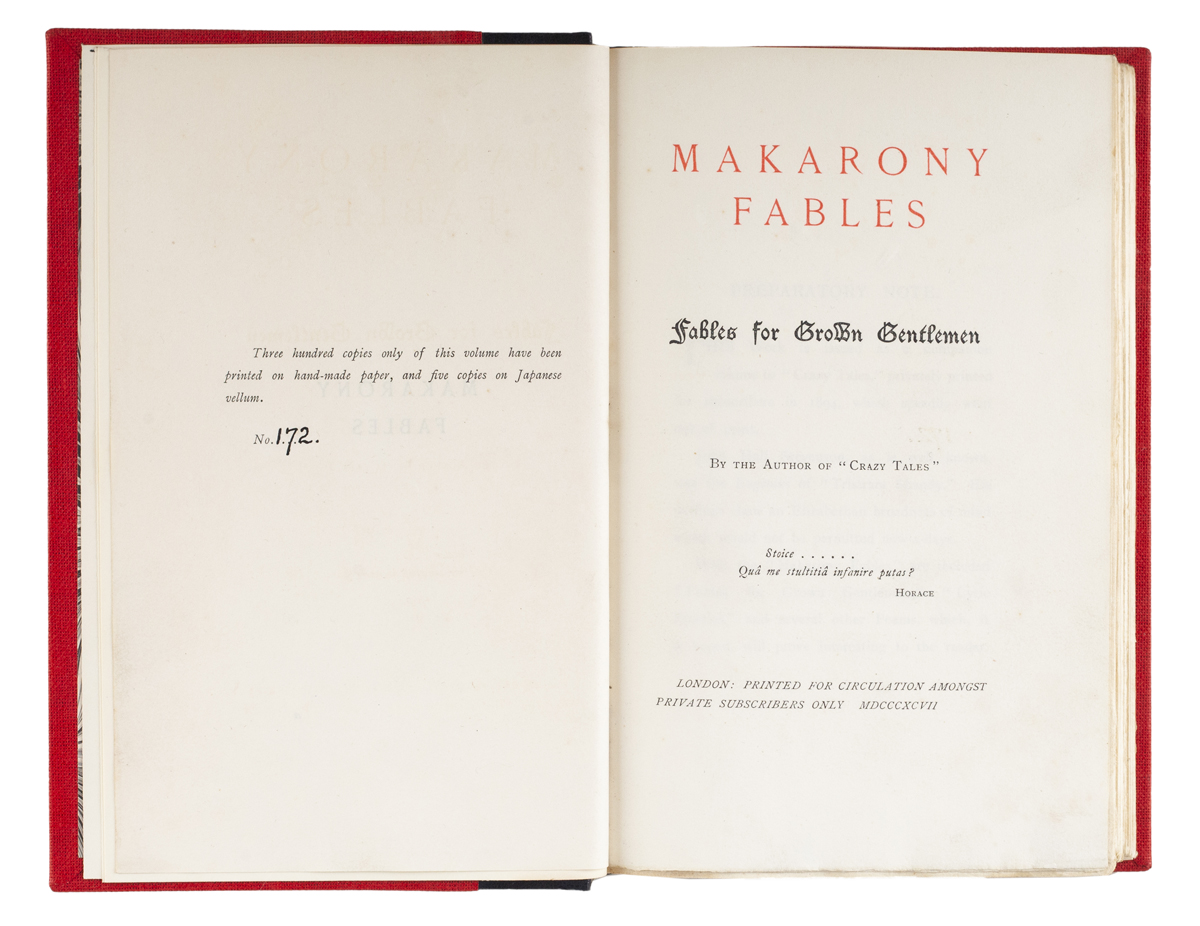 Three hundred copies only of this volume have been
printed on hand-made paper, and five copies on Japanese
vellum.
No. 172.
MAKARONY
FABLES
Fables for Grown Gentlemen
BY THE AUTHOR OF "CRAZY TALES"
Stoice . . . . . .
Quâ me stultitiâ infanire putas?
HORACE
LONDON: PRINTED FOR CIRCULATION AMONGST
PRIVATE SUBSCRIBERS ONLY MDCCCXCVII